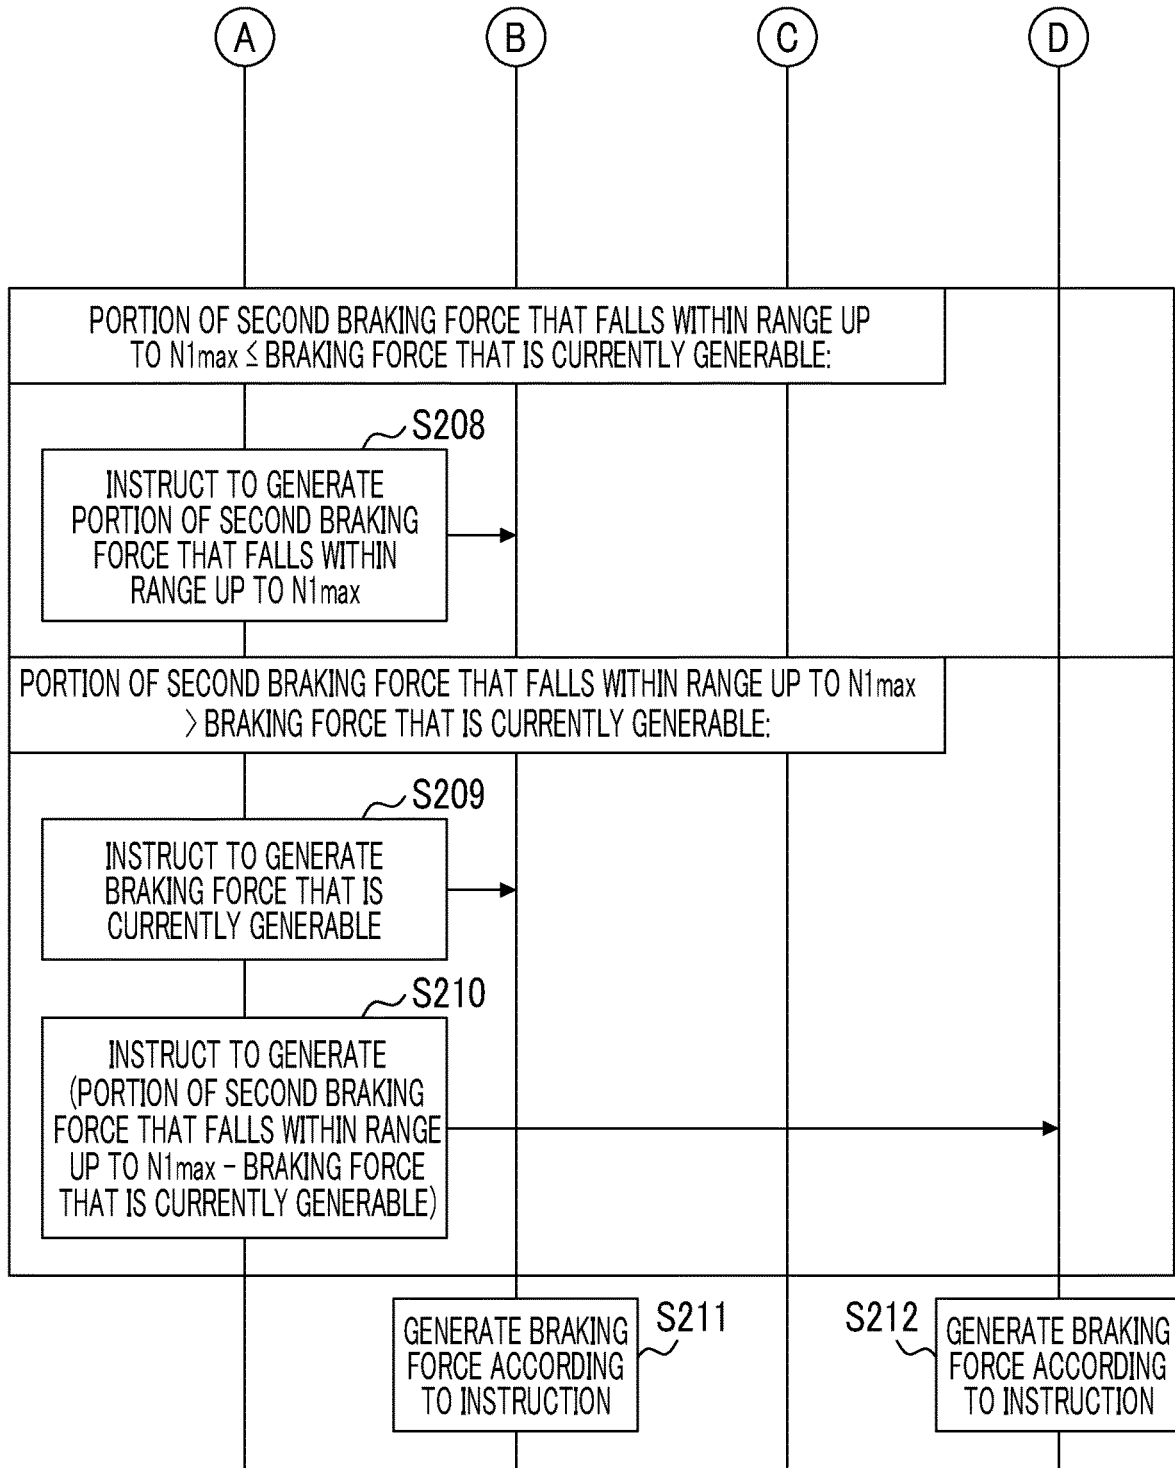 A
B
C
D
PORTION OF SECOND BRAKING FORCE THAT FALLS WITHIN RANGE UP
TO N1max ≦ BRAKING FORCE THAT IS CURRENTLY GENERABLE:
S208
INSTRUCT TO GENERATE
PORTION OF SECOND BRAKING
FORCE THAT FALLS WITHIN
RANGE UP TO N1max
PORTION OF SECOND BRAKING FORCE THAT FALLS WITHIN RANGE UP TO N1max
> BRAKING FORCE THAT IS CURRENTLY GENERABLE:
S209
INSTRUCT TO GENERATE
BRAKING FORCE THAT IS
CURRENTLY GENERABLE
S210
INSTRUCT TO GENERATE
(PORTION OF SECOND BRAKING
FORCE THAT FALLS WITHIN RANGE
UP TO N1max - BRAKING FORCE
THAT IS CURRENTLY GENERABLE)
S211
GENERATE BRAKING
FORCE ACCORDING
TO INSTRUCTION
S212
GENERATE BRAKING
FORCE ACCORDING
TO INSTRUCTION